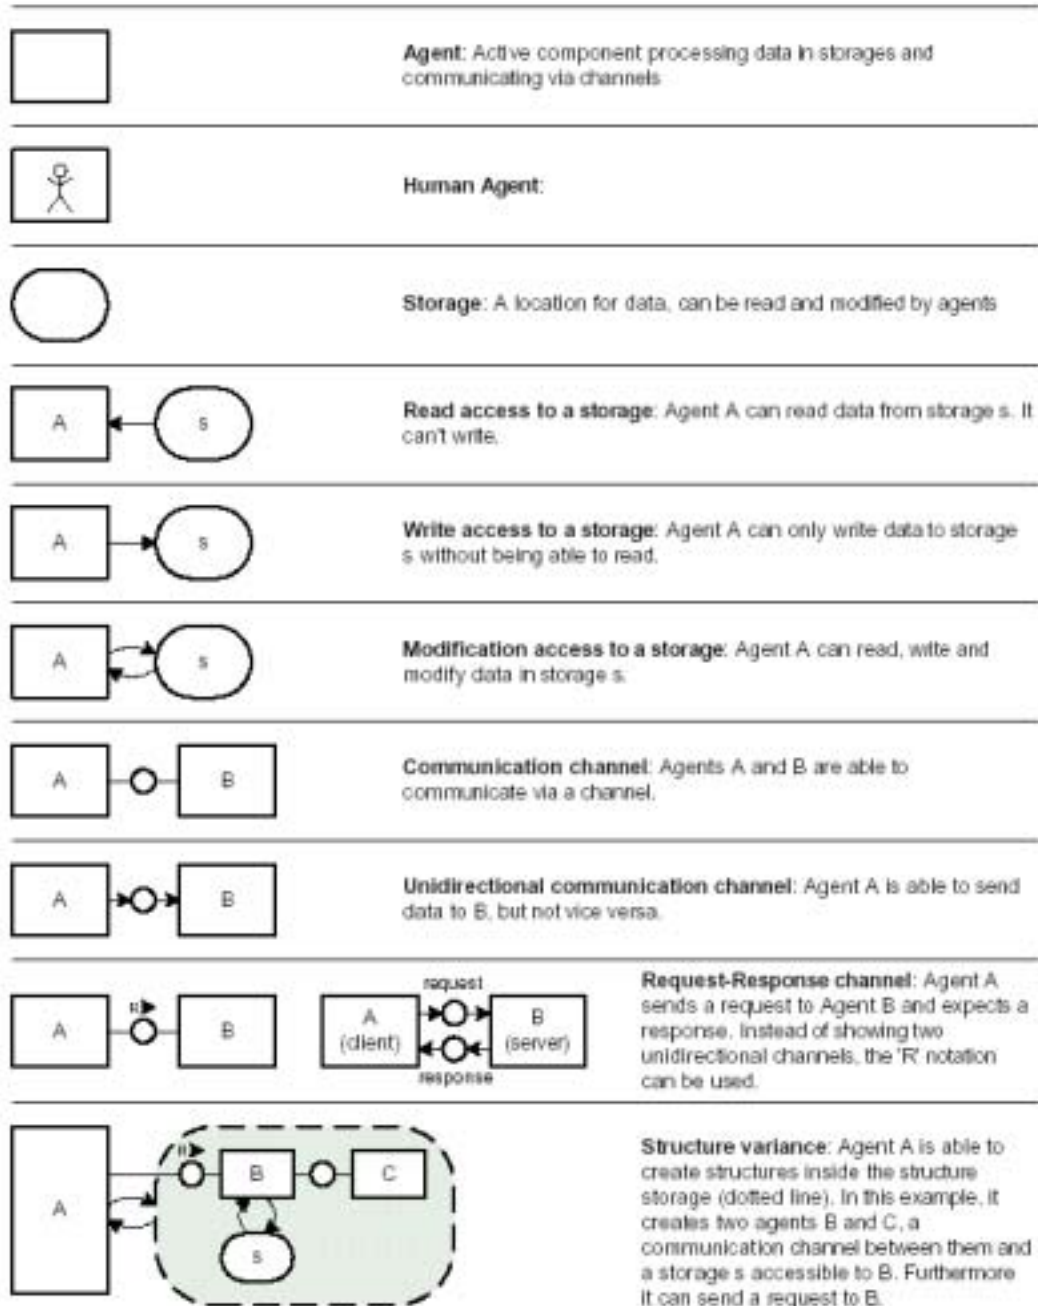 Agent: Active component processing data in storages and
communicating via channels
Human Agent:
Storage: A location for data, can be read and modified by agents
A
s
Read access to a storage: Agent A can read data from storage s. It
can't write.
A
s
Write access to a storage: Agent A can only write data to storage
s without being able to read.
A
s
Modification access to a storage: Agent A can read, write and
modify data in storage s.
A
B
Communication channel: Agents A and B are able to
communicate via a channel.
A
B
Unidirectional communication channel: Agent A is able to send
data to B, but not vice versa.
A
R
B
request
A
(client)
B
(server)
response
Request-Response channel: Agent A
sends a request to Agent B and expects a
response. Instead of showing two
unidirectional channels, the 'R' notation
can be used.
A
R
B
C
s
Structure variance: Agent A is able to
create structures inside the structure
storage (dotted line). In this example, it
creates two agents B and C, a
communication channel between them and
a storage s accessible to B. Furthermore
it can send a request to B.